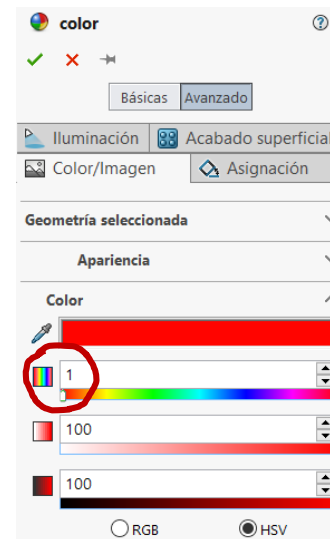 color
Básicas Avanzado
Iluminación Acabado superficial
Color/Imagen Asignación
Geometría seleccionada
Apariencia
Color
1
100
100
RGB HSV